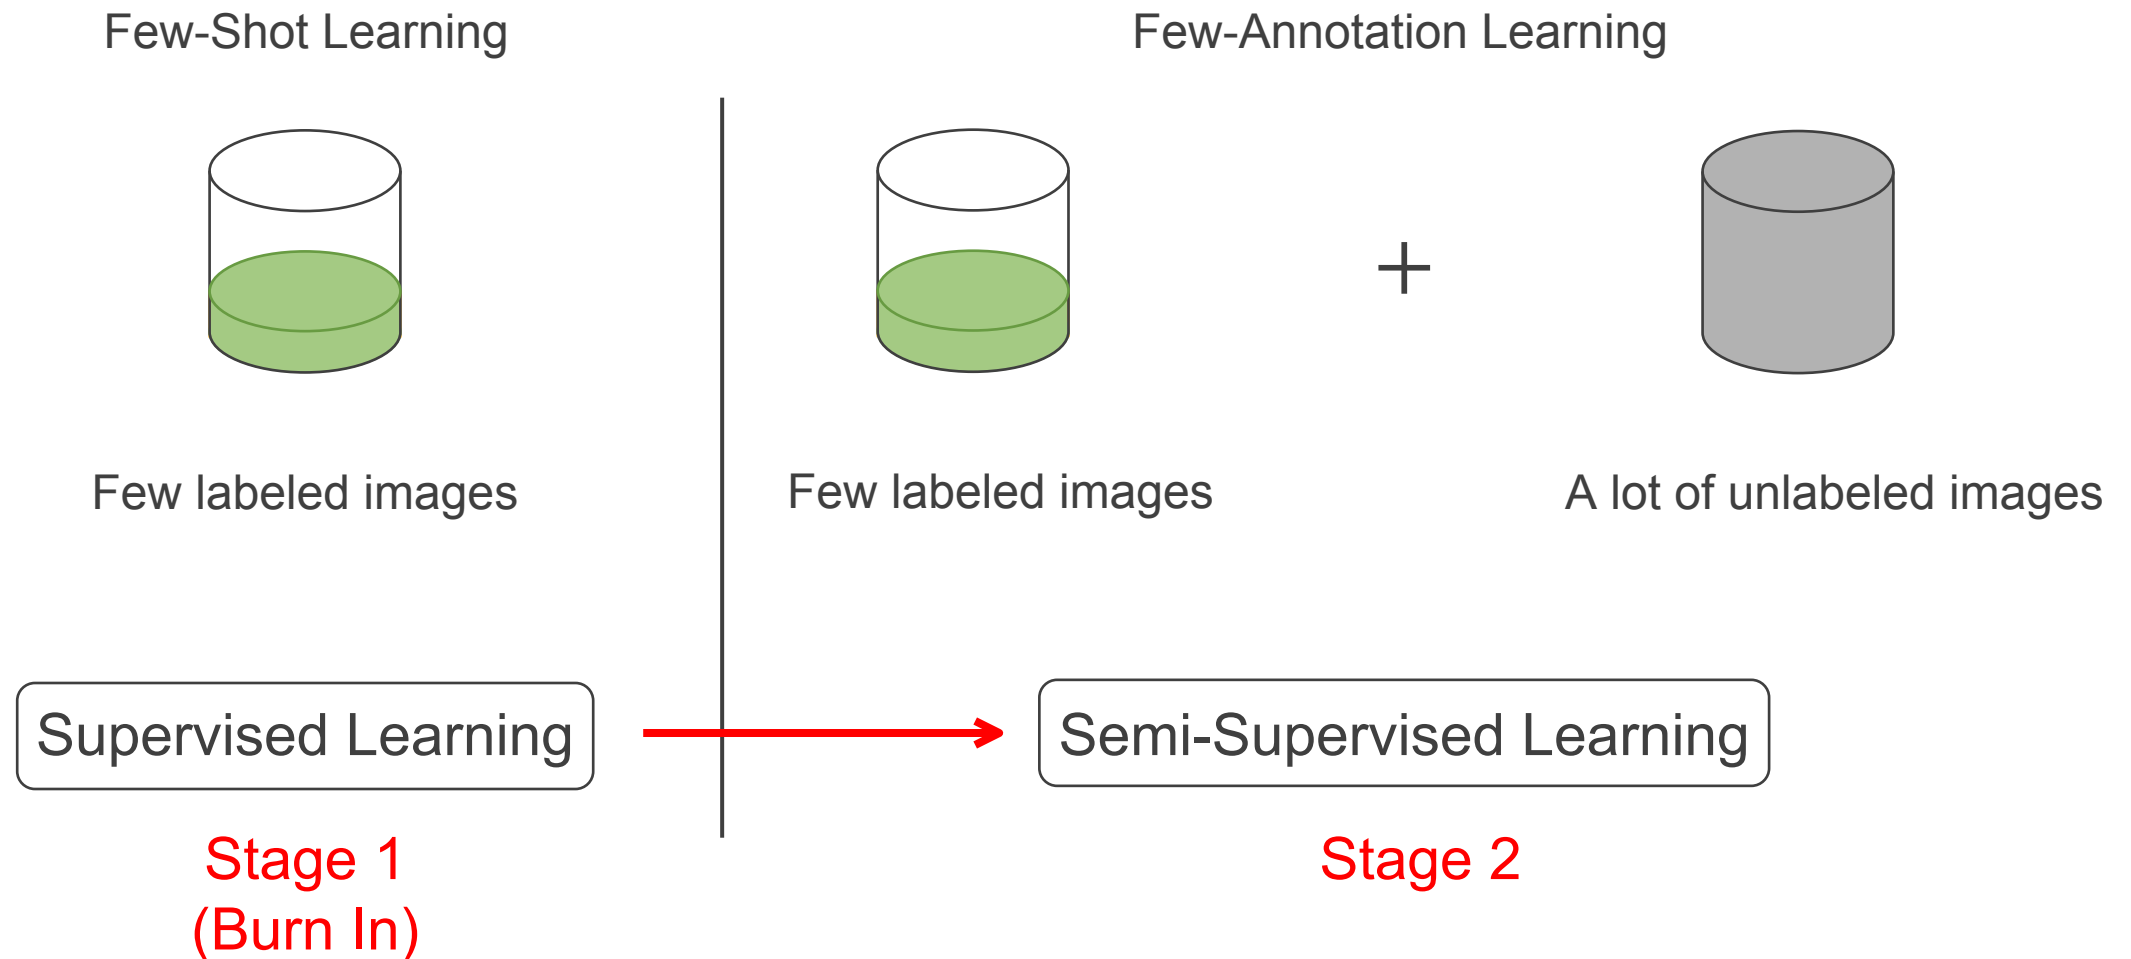 Few-Shot Learning
Few-Annotation Learning
+
Few labeled images
Few labeled images
A lot of unlabeled images
Supervised Learning
Semi-Supervised Learning
Stage 1
(Burn In)
Stage 2